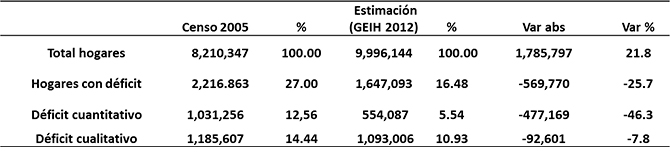 Censo 2005 % Estimación (GEIH 2012) % Var abs Var %
Total hogares 8,210,347 100.00 9,996,144 100.00 1,785,797 21.8
Hogares con déficit 2,216.863 27.00 1,647,093 16.48 -569,770 -25.7
Déficit cuantitativo 1,031,256 12,56 554,087 5.54 -477,169 -46.3
Déficit cualitativo 1,185,607 14.44 1,093,006 10.93 -92,601 -7.8